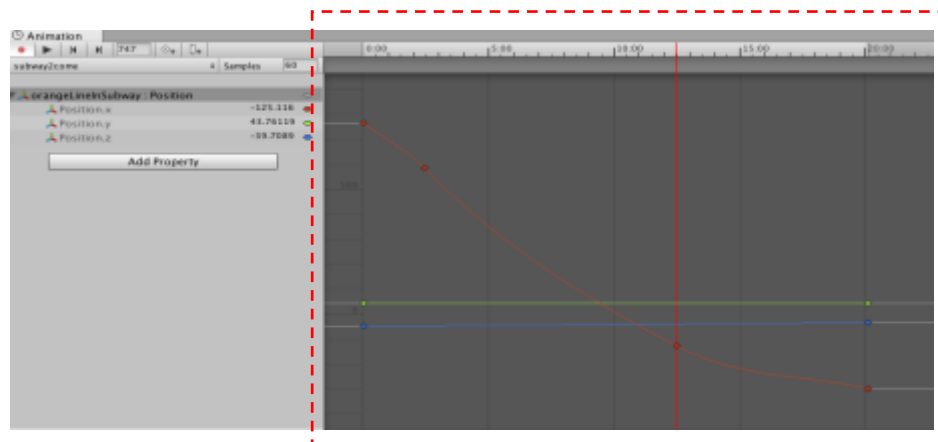 Animation
747
0:00 5:00 10:00 15:00 20:00
subway2come Samples 60
orangeLineInSubway : Position
Position.x -125.116
Position.y 43.76119
Position.z -39.7089
Add Property
0